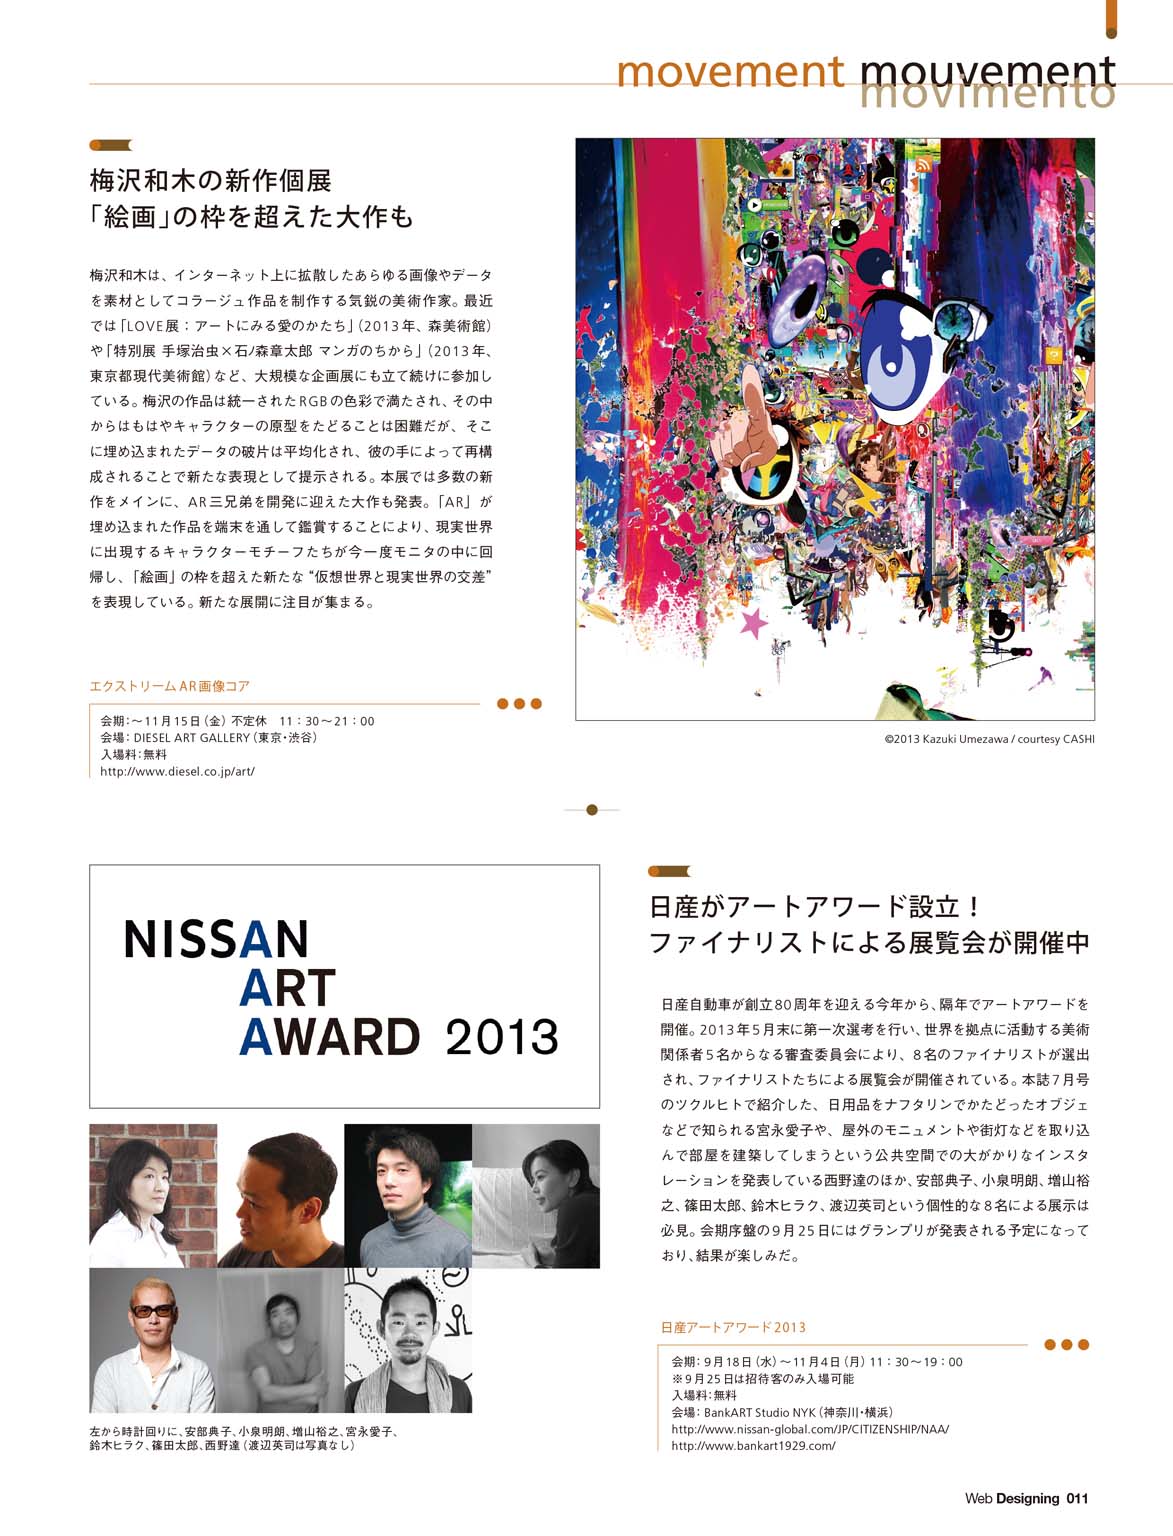 movement mouvement
movimento
梅沢和木の新作個展
「絵画」の枠を超えた大作も
梅沢和木は、インターネット上に拡散したあらゆる画像やデータ
を素材としてコラージュ作品を制作する気鋭の美術作家。最近
では「LOVE展：アートにみる愛のかたち」（2013年、森美術館）
や「特別展 手塚治虫×石ノ森章太郎 マンガのちから」（2013年、
東京都現代美術館）など、大規模な企画展にも立て続けに参加し
ている。梅沢の作品は統一されたRGBの色彩で満たされ、その中
からはもはやキャラクターの原型をたどることは困難だが、そこ
に埋め込まれたデータの破片は平均化され、彼の手によって再構
成されることで新たな表現として提示される。本展では多数の新
作をメインに、AR三兄弟を開発に迎えた大作も発表。「AR」が
埋め込まれた作品を端末を通して鑑賞することにより、現実世界
に出現するキャラクターモチーフたちが今一度モニタの中に回
帰し、「絵画」の枠を超えた新たな“仮想世界と現実世界の交差”
を表現している。新たな展開に注目が集まる。
エクストリームAR画像コア
会期：～11月15日（金） 不定休　11：30～21：00
会場： DIESEL ART GALLERY（東京・渋谷）
入場料：無料
http://www.diesel.co.jp/art/
©2013 Kazuki Umezawa / courtesy CASHI
NISSAN
ART
AWARD 2013
左から時計回りに、安部典子、小泉明朗、増山裕之、宮永愛子、
鈴木ヒラク、篠田太郎、西野達（渡辺英司は写真なし）
日産がアートアワード設立！
ファイナリストによる展覧会が開催中
日産自動車が創立80周年を迎える今年から、隔年でアートアワードを
開催。2013年5月末に第一次選考を行い、世界を拠点に活動する美術
関係者5名からなる審査委員会により、8名のファイナリストが選出
され、ファイナリストたちによる展覧会が開催されている。本誌7月号
のツクルヒトで紹介した、日用品をナフタリンでかたどったオブジェ
などで知られる宮永愛子や、屋外のモニュメントや街灯などを取り込
んで部屋を建築してしまうという公共空間での大がかりなインスタ
レーションを発表している西野達のほか、安部典子、小泉明朗、増山裕
之、篠田太郎、鈴木ヒラク、渡辺英司という個性的な8名による展示は
必見。会期序盤の9月25日にはグランプリが発表される予定になって
おり、結果が楽しみだ。
日産アートアワード2013
会期： 9月18日（水）～11月4日（月） 11：30～19：00
※9月25日は招待客のみ入場可能
入場料：無料
会場： BankART Studio NYK（神奈川・横浜）
http://www.nissan-global.com/JP/CITIZENSHIP/NAA/
http://www.bankart1929.com/
Web Designing 011